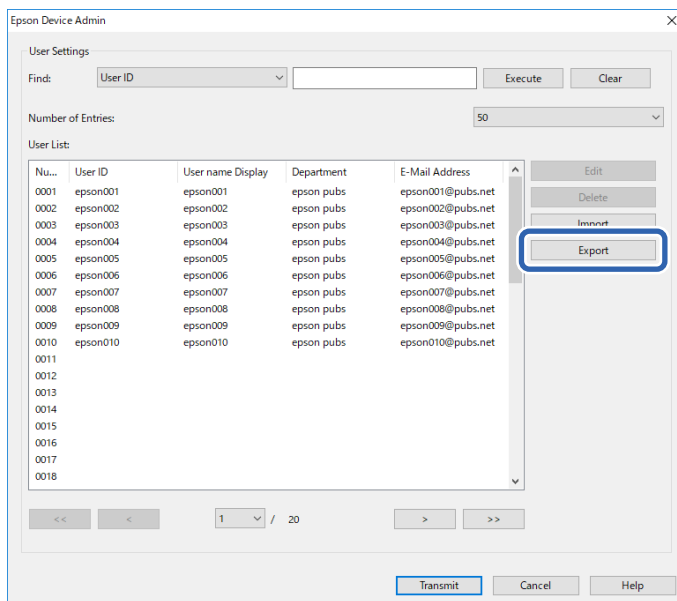 Epson Device Admin
User Settings
Find: User ID Execute Clear
Number of Entries: 50
User List:
Nu... User ID User name Display Department E-Mail Address Edit
0001 epson001 epson001 epson pubs epson001@pubs.net Delete
0002 epson002 epson002 epson pubs epson002@pubs.net
0003 epson003 epson003 epson pubs epson003@pubs.net Import
0004 epson004 epson004 epson pubs epson004@pubs.net Export
0005 epson005 epson005 epson pubs epson005@pubs.net
0006 epson006 epson006 epson pubs epson006@pubs.net
0007 epson007 epson007 epson pubs epson007@pubs.net
0008 epson008 epson008 epson pubs epson008@pubs.net
0009 epson009 epson009 epson pubs epson009@pubs.net
0010 epson010 epson010 epson pubs epson010@pubs.net
0011
0012
0013
0014
0015
0016
0017
0018
<< < 1 / 20 > >>
Transmit Cancel Help